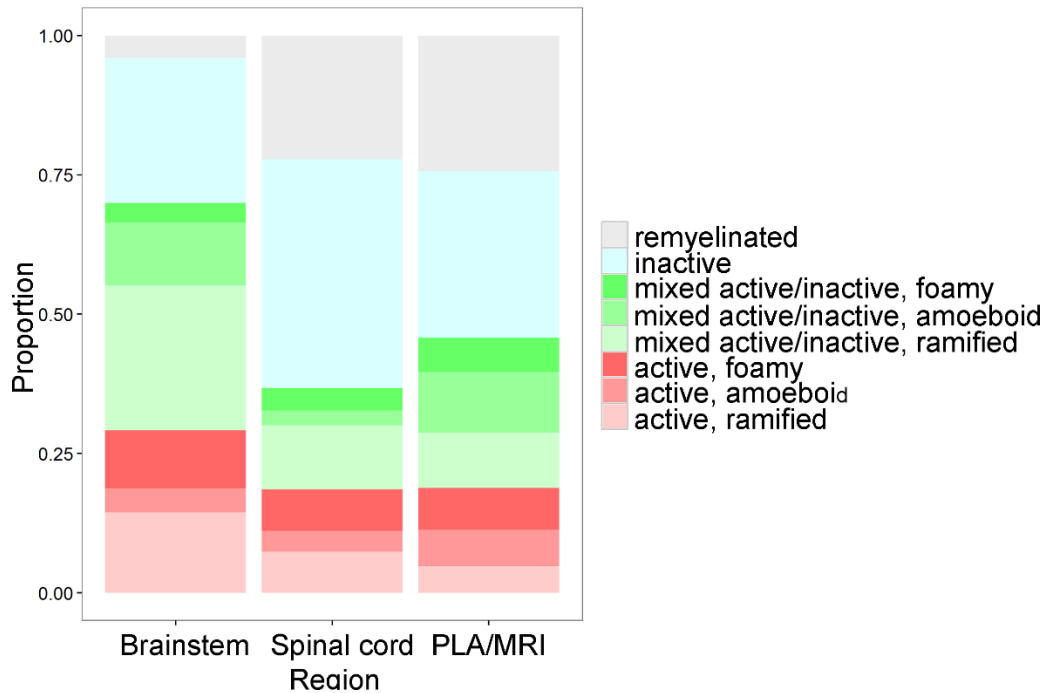 1.00
0.75
0.50
0.25
0.00
Proportion
Brainstem Spinal cord PLA/MRI
Region
remyelinated
inactive
mixed active/inactive, foamy
mixed active/inactive, amoeboid
mixed active/inactive, ramified
active, foamy
active, amoeboid
active, ramified